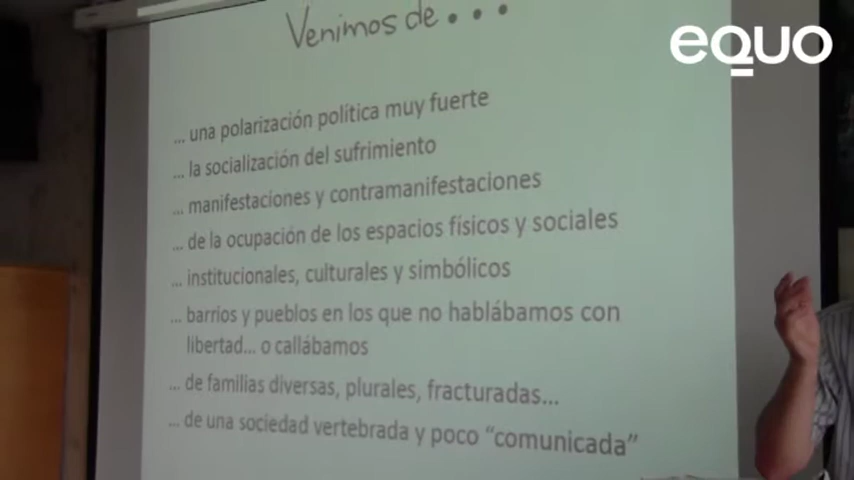 Venimos de...
equo
... una polarización política muy fuerte
... la socialización del sufrimiento
... manifestaciones y contramanifestaciones
... de la ocupación de los espacios físicos y sociales
... institucionales, culturales y simbólicos
... barrios y pueblos en los que no hablábamos con
libertad... o callábamos
... de familias diversas, plurales, fracturadas...
... de una sociedad vertebrada y poco “comunicada”